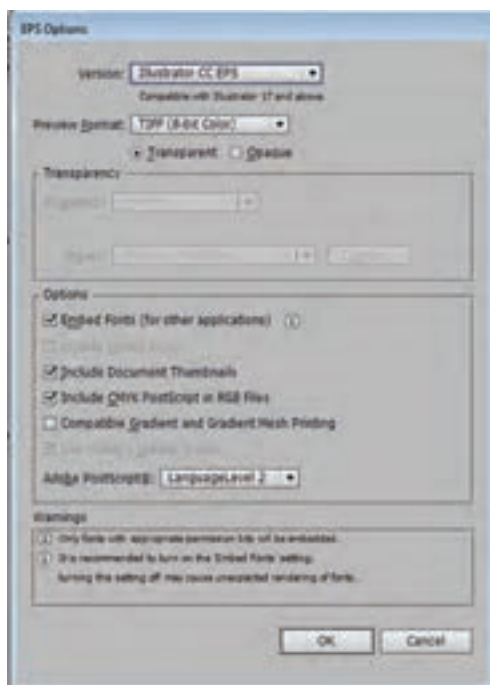 EPS Options
Version: Illustrator CC EPS
Compatible with Illustrator 17 and above.
Preview Format: TIFF (8-bit Color)
Transparent Opaque
Transparency
Options
Embed Fonts (for other applications)
Include Document Thumbnails
Include CMYK PostScript in RGB Files
Compatible Gradient and Gradient Mesh Printing
Adobe PostScript®: LanguageLevel 2
Warnings
Only fonts with appropriate permission bits will be embedded.
It is recommended to turn on the 'Embed Fonts' setting;
turning this setting off may cause unexpected rendering of fonts.
OK Cancel